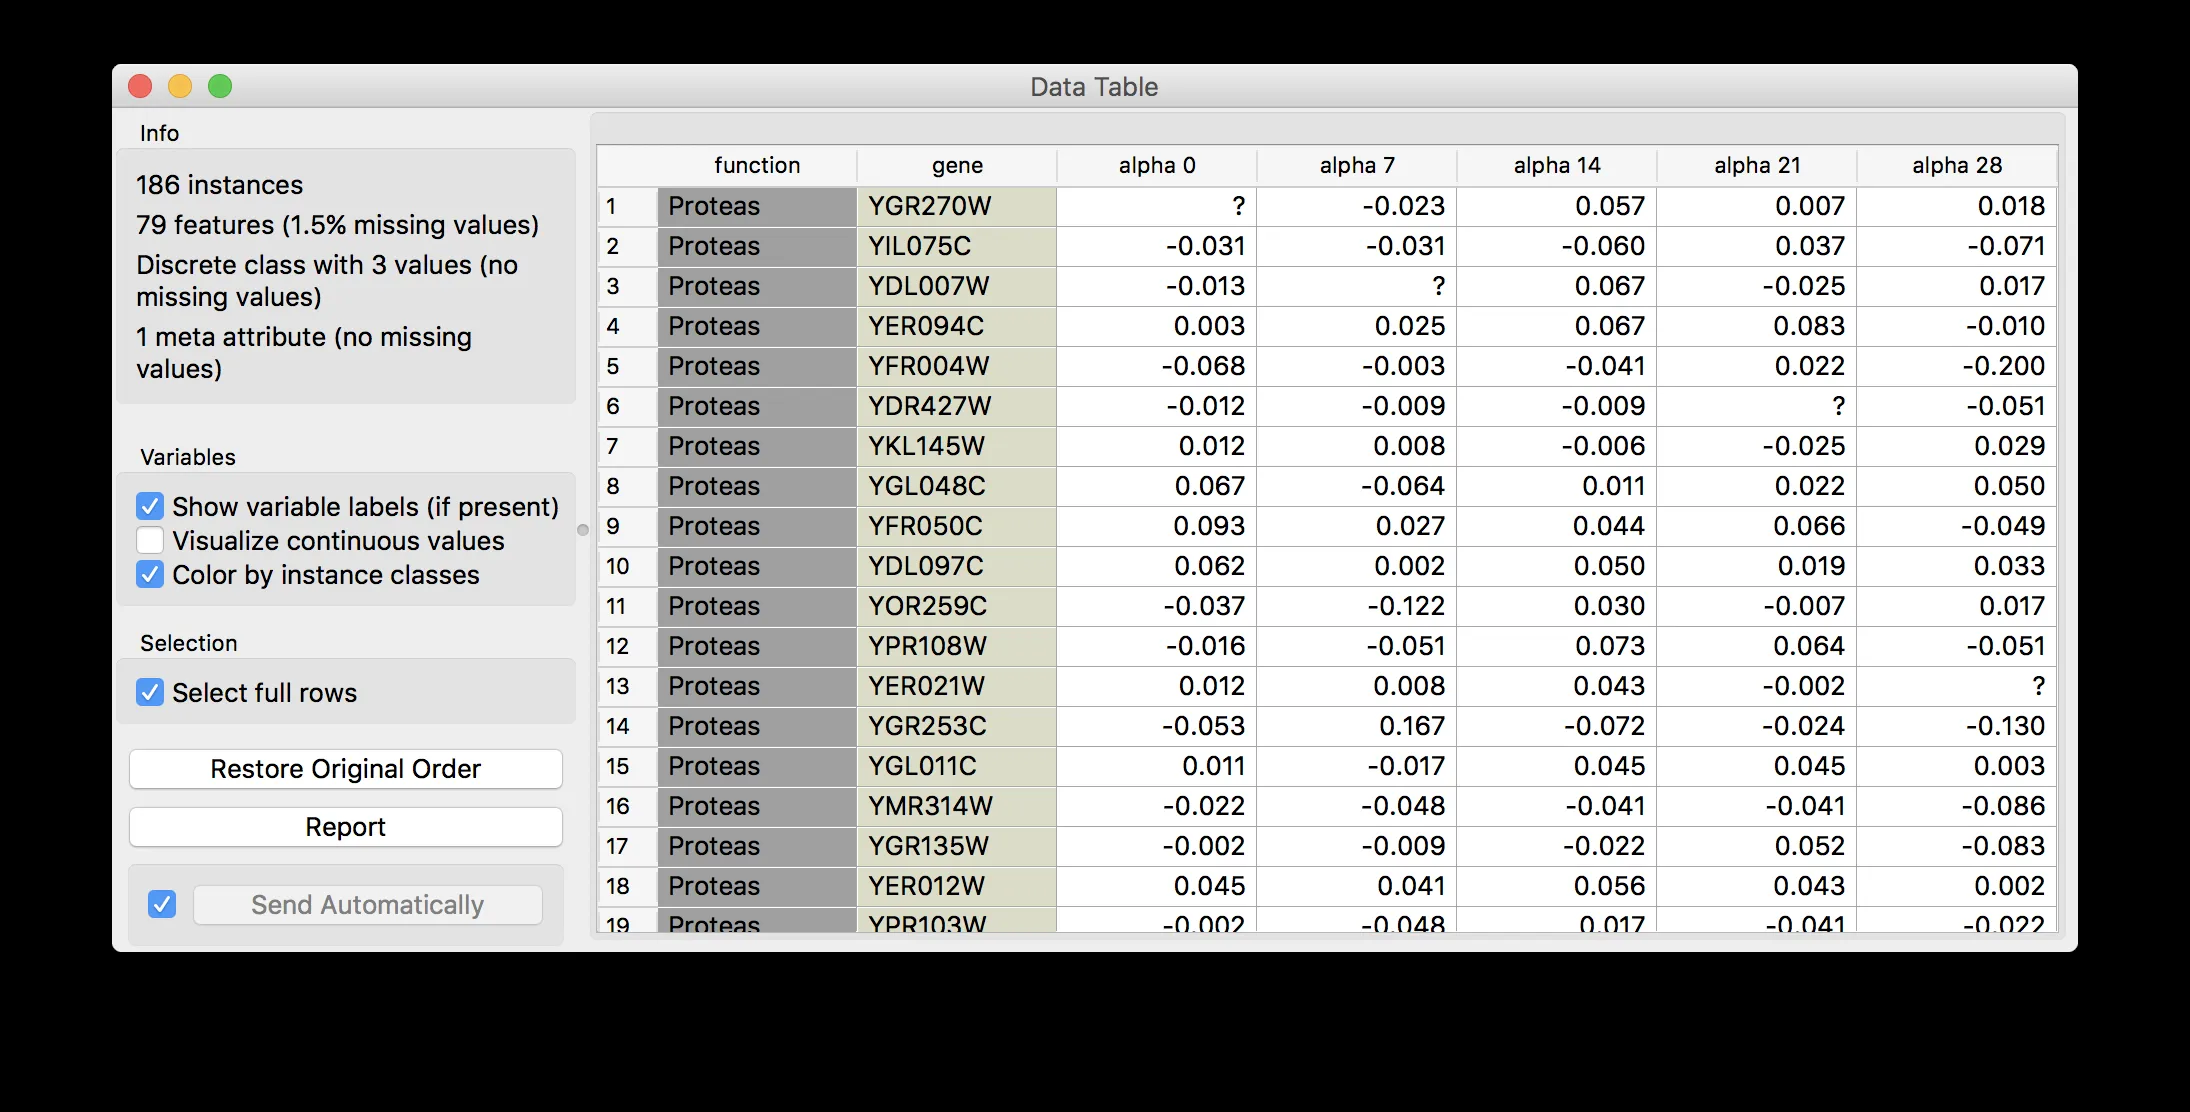 Data Table
Info
186 instances
79 features (1.5% missing values)
Discrete class with 3 values (no
missing values)
1 meta attribute (no missing
values)
Variables
Show variable labels (if present)
Visualize continuous values
Color by instance classes
Selection
Select full rows
Restore Original Order
Report
Send Automatically
function gene alpha 0 alpha 7 alpha 14 alpha 21 alpha 28
1 Proteas YGR270W ? -0.023 0.057 0.007 0.018
2 Proteas YIL075C -0.031 -0.031 -0.060 0.037 -0.071
3 Proteas YDL007W -0.013 ? 0.067 -0.025 0.017
4 Proteas YER094C 0.003 0.025 0.067 0.083 -0.010
5 Proteas YFR004W -0.068 -0.003 -0.041 0.022 -0.200
6 Proteas YDR427W -0.012 -0.009 -0.009 ? -0.051
7 Proteas YKL145W 0.012 0.008 -0.006 -0.025 0.029
8 Proteas YGL048C 0.067 -0.064 0.011 0.022 0.050
9 Proteas YFR050C 0.093 0.027 0.044 0.066 -0.049
10 Proteas YDL097C 0.062 0.002 0.050 0.019 0.033
11 Proteas YOR259C -0.037 -0.122 0.030 -0.007 0.017
12 Proteas YPR108W -0.016 -0.051 0.073 0.064 -0.051
13 Proteas YER021W 0.012 0.008 0.043 -0.002 ?
14 Proteas YGR253C -0.053 0.167 -0.072 -0.024 -0.130
15 Proteas YGL011C 0.011 -0.017 0.045 0.045 0.003
16 Proteas YMR314W -0.022 -0.048 -0.041 -0.041 -0.086
17 Proteas YGR135W -0.002 -0.009 -0.022 0.052 -0.083
18 Proteas YER012W 0.045 0.041 0.056 0.043 0.002
19 Proteas YPR103W -0.002 -0.048 0.017 -0.041 -0.022